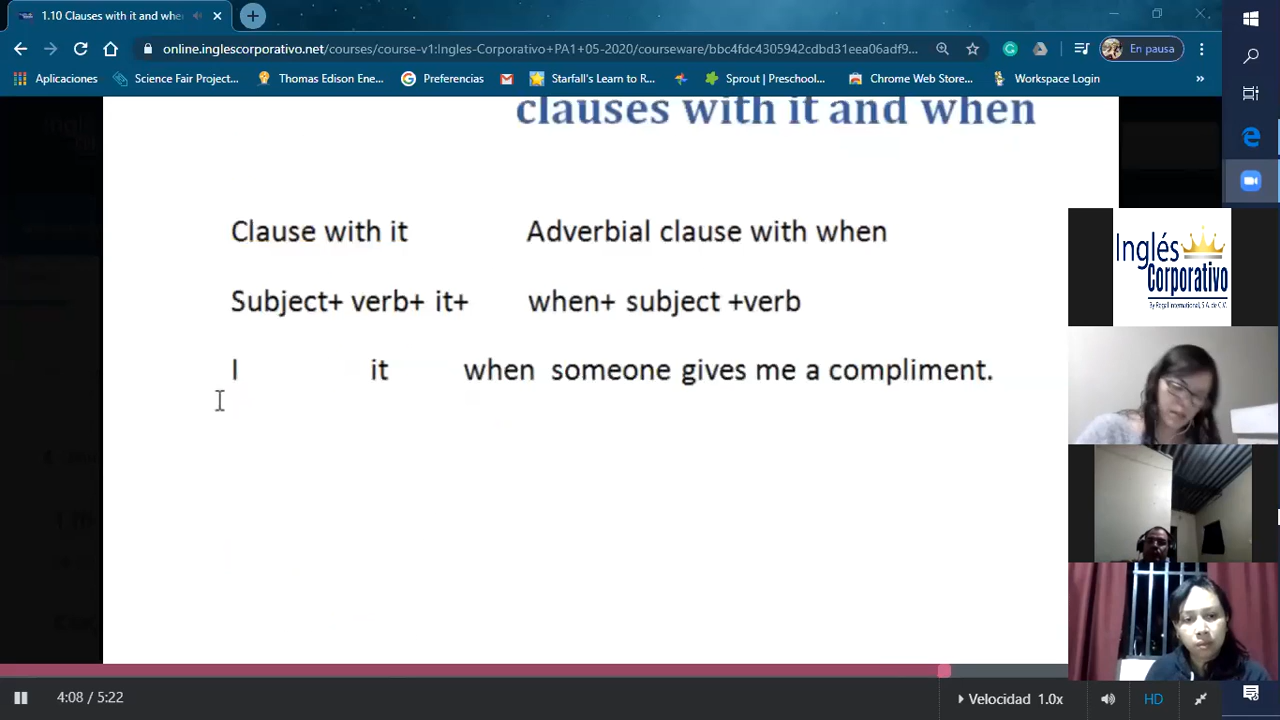 1.10 Clauses with it and whe
online.inglescorporativo.net/courses/course-v1:Ingles-Corporativo+PA1+05-2020/courseware/bbc4fdc4305942cdbd31eea06adf9...
En pausa
Aplicaciones Science Fair Project... Thomas Edison Ene... Preferencias Starfall's Learn to R... Sprout | Preschool... Chrome Web Store... Workspace Login »
clauses with it and when
Clause with it Adverbial clause with when
Subject+ verb+ it+ when+ subject +verb
I it when someone gives me a compliment.
Inglés
Corporativo
4:08 / 5:22
Velocidad 1.0x
HD